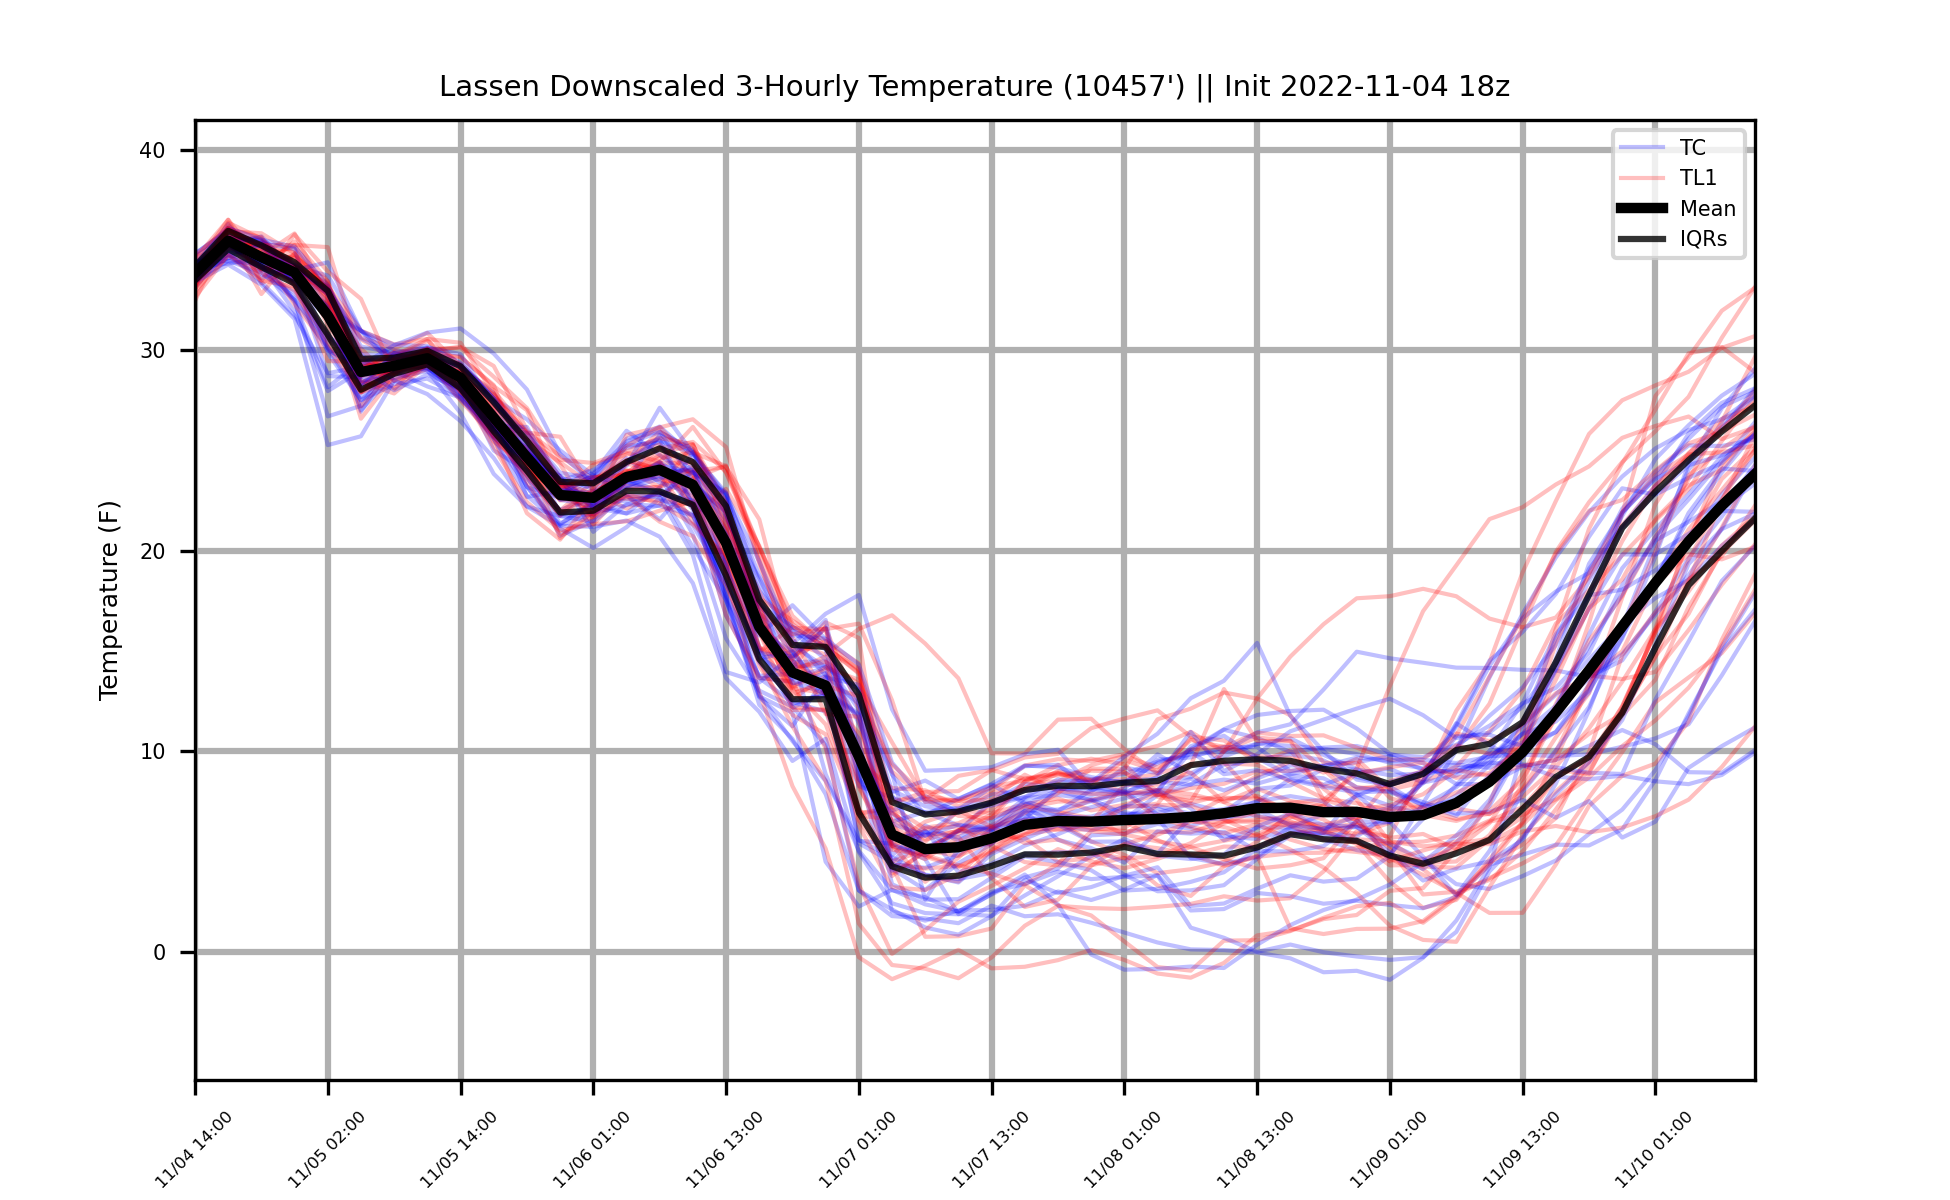 Lassen Downscaled 3-Hourly Temperature (10457') || Init 2022-11-04 18z
TC
TL1
Mean
IQRs
Temperature (F)
40
30
20
10
0
11/04 14:00
11/05 02:00
11/05 14:00
11/06 01:00
11/06 13:00
11/07 01:00
11/07 13:00
11/08 01:00
11/08 13:00
11/09 01:00
11/09 13:00
11/10 01:00